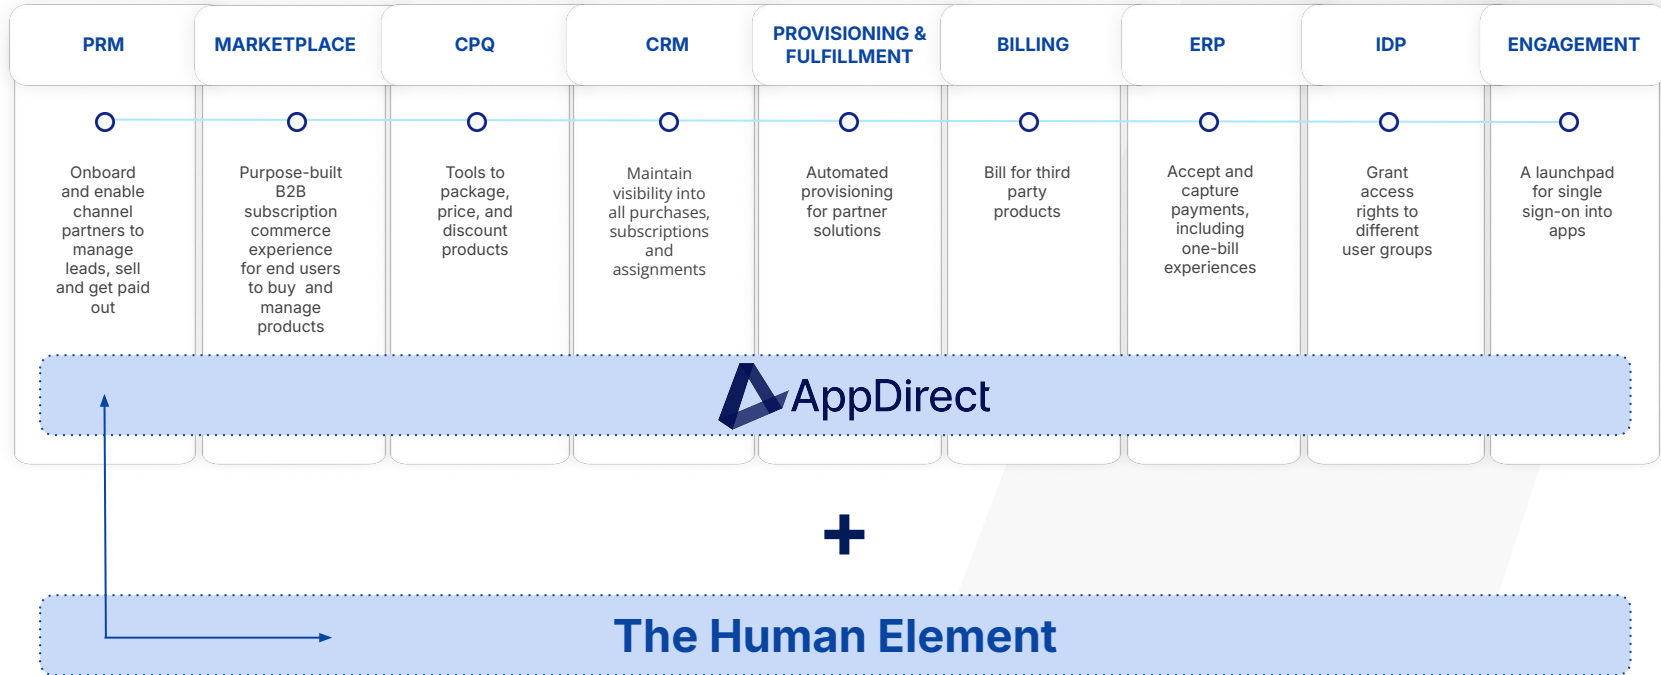 PRM
MARKETPLACE
CPQ
CRM
PROVISIONING &
FULFILLMENT
BILLING
ERP
IDP
ENGAGEMENT
Onboard
and enable
channel
partners to
manage
leads, sell
and get paid
out
Purpose-built
B2B
subscription
commerce
experience
for end users
to buy  and
manage
products
Tools to
package,
price, and
discount
products
Maintain
visibility into
all purchases,
subscriptions
and
assignments
Automated
provisioning
for partner
solutions
Bill for third
party
products
Accept and
capture
payments,
including
one-bill
experiences
Grant
access
rights to
different
user groups
A launchpad
for single
sign-on into
apps
AppDirect
+
The Human Element